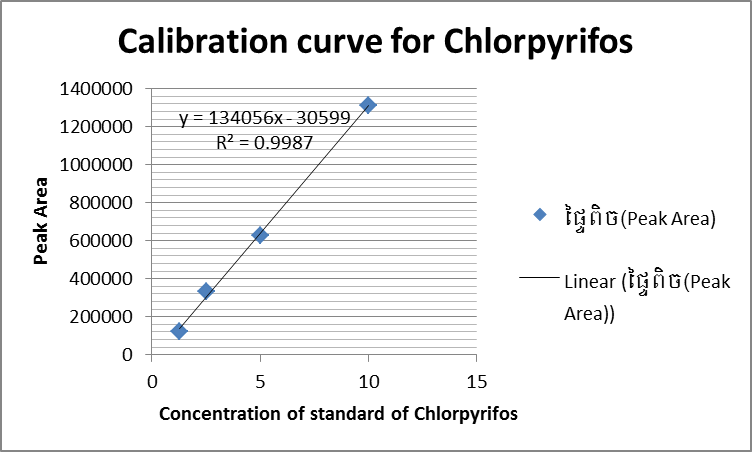 Calibration curve for Chlorpyrifos
1400000
1200000
1000000
800000
600000
400000
200000
0
Peak Area
y = 134056x - 30599
R² = 0.9987
0
5
10
15
Concentration of standard of Chlorpyrifos
ផ្ទៃពិច(Peak Area)
Linear (ផ្ទៃពិច(Peak
Area))